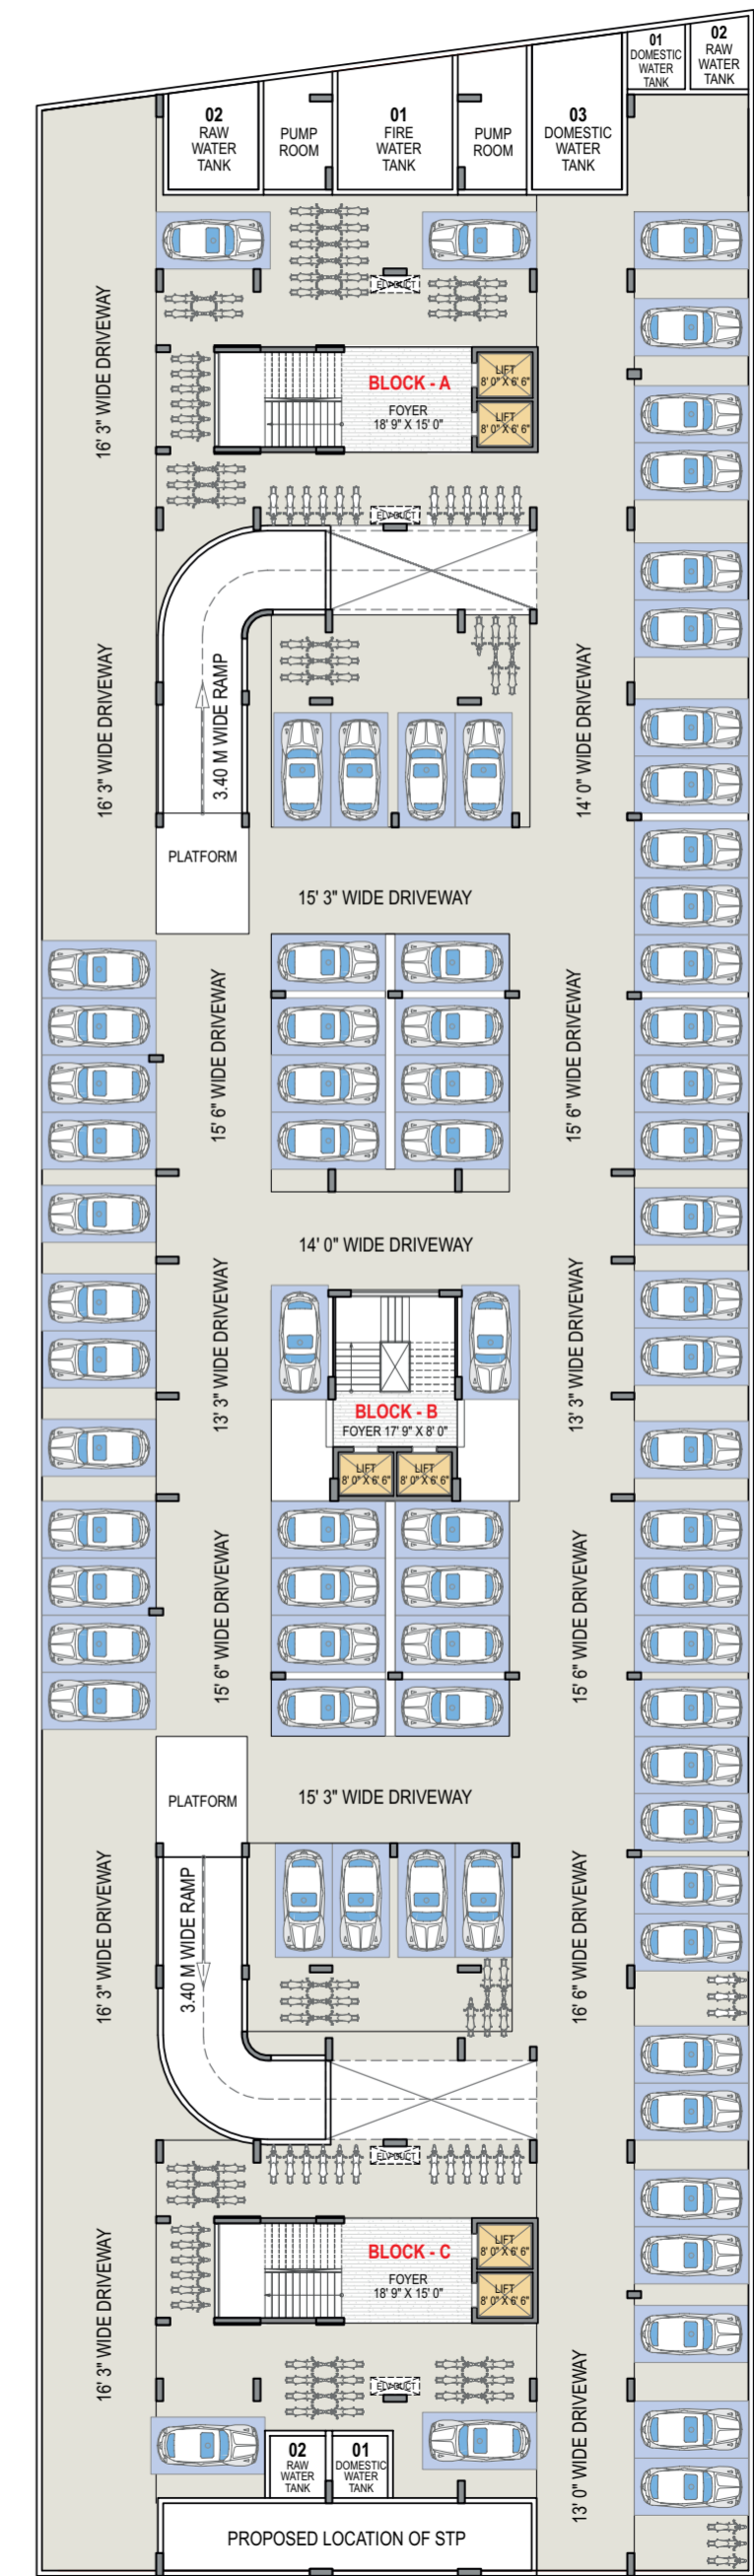 01
DOMESTIC
WATER
TANK
02
RAW
WATER
TANK
02
RAW
WATER
TANK
PUMP
ROOM
01
FIRE
WATER
TANK
PUMP
ROOM
03
DOMESTIC
WATER
TANK
ELV DUCT
16' 3" WIDE DRIVEWAY
BLOCK - A
FOYER
18' 9" X 15' 0"
LIFT
8' 0" X 6' 6"
LIFT
8' 0" X 6' 6"
ELV DUCT
16' 3" WIDE DRIVEWAY
3.40 M WIDE RAMP
14' 0" WIDE DRIVEWAY
PLATFORM
15' 3" WIDE DRIVEWAY
15' 6" WIDE DRIVEWAY
15' 6" WIDE DRIVEWAY
14' 0" WIDE DRIVEWAY
13' 3" WIDE DRIVEWAY
13' 3" WIDE DRIVEWAY
BLOCK - B
FOYER 17' 9" X 8' 0"
LIFT
8' 0" X 6' 6"
LIFT
8' 0" X 6' 6"
15' 6" WIDE DRIVEWAY
15' 6" WIDE DRIVEWAY
PLATFORM
15' 3" WIDE DRIVEWAY
16' 3" WIDE DRIVEWAY
3.40 M WIDE RAMP
16' 6" WIDE DRIVEWAY
ELV DUCT
16' 3" WIDE DRIVEWAY
BLOCK - C
FOYER
18' 9" X 15' 0"
LIFT
8' 0" X 6' 6"
LIFT
8' 0" X 6' 6"
ELV DUCT
13' 0" WIDE DRIVEWAY
02
RAW
WATER
TANK
01
DOMESTIC
WATER
TANK
PROPOSED LOCATION OF STP